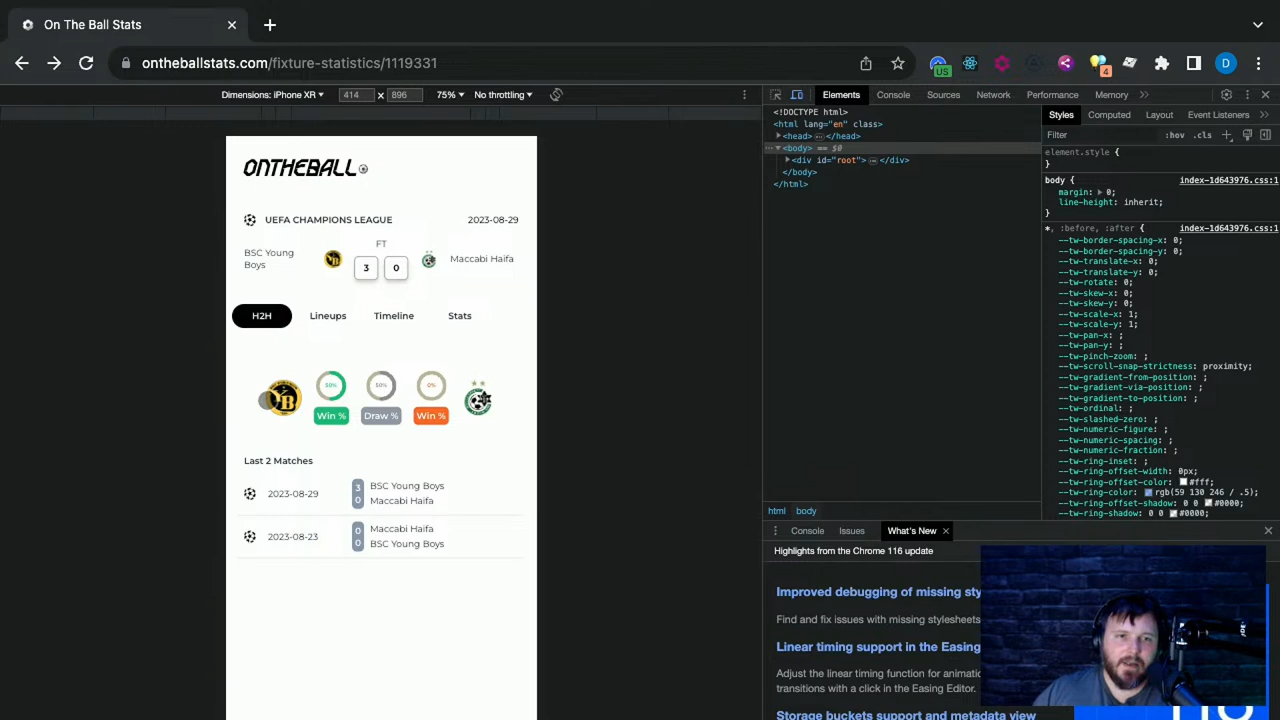 On The Ball Stats
ontheballstats.com/fixture-statistics/1119331
US
4
D
Dimensions: iPhone XR ▾ 414 x 896 75% ▾ No throttling ▾
ONTHEBALL
UEFA CHAMPIONS LEAGUE 2023-08-29
FT
BSC Young Boys 3 0 Maccabi Haifa
H2H Lineups Timeline Stats
50% 50% 0%
Win % Draw % Win %
Last 2 Matches
2023-08-29 3 BSC Young Boys
0 Maccabi Haifa
2023-08-23 0 Maccabi Haifa
0 BSC Young Boys
Elements Console Sources Network Performance Memory
<!DOCTYPE html>
<html lang="en" class>
<head> … </head>
<body> == $0
<div id="root"> … </div>
</body>
</html>
html body
Styles Computed Layout Event Listeners
Filter :hov .cls
element.style {
}
body { index-1d643976.css:1
margin: 0;
line-height: inherit;
}
*, :before, :after { index-1d643976.css:1
--tw-border-spacing-x: 0;
--tw-border-spacing-y: 0;
--tw-translate-x: 0;
--tw-translate-y: 0;
--tw-rotate: 0;
--tw-skew-x: 0;
--tw-skew-y: 0;
--tw-scale-x: 1;
--tw-scale-y: 1;
--tw-pan-x: ;
--tw-pan-y: ;
--tw-pinch-zoom: ;
--tw-scroll-snap-strictness: proximity;
--tw-gradient-from-position: ;
--tw-gradient-via-position: ;
--tw-gradient-to-position: ;
--tw-ordinal: ;
--tw-slashed-zero: ;
--tw-numeric-figure: ;
--tw-numeric-spacing: ;
--tw-numeric-fraction: ;
--tw-ring-inset: ;
--tw-ring-offset-width: 0px;
--tw-ring-offset-color: #fff;
--tw-ring-color: rgb(59 130 246 / .5);
--tw-ring-offset-shadow: 0 0 #0000;
--tw-ring-shadow: 0 0 #0000;
Console Issues What's New
Highlights from the Chrome 116 update
Improved debugging of missing sty
Find and fix issues with missing stylesheets
Linear timing support in the Easing
Adjust the linear timing function for animatio
transitions with a click in the Easing Editor.
Storage buckets support and metadata view